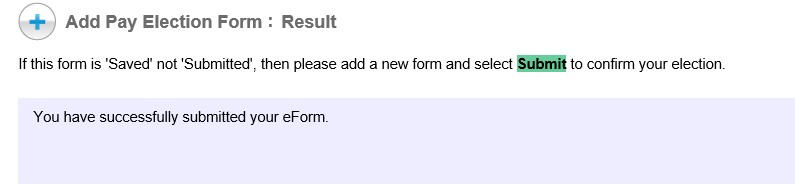 Add Pay Election Form : Result
If this form is 'Saved' not 'Submitted', then please add a new form and select Submit to confirm your election.
You have successfully submitted your eForm.